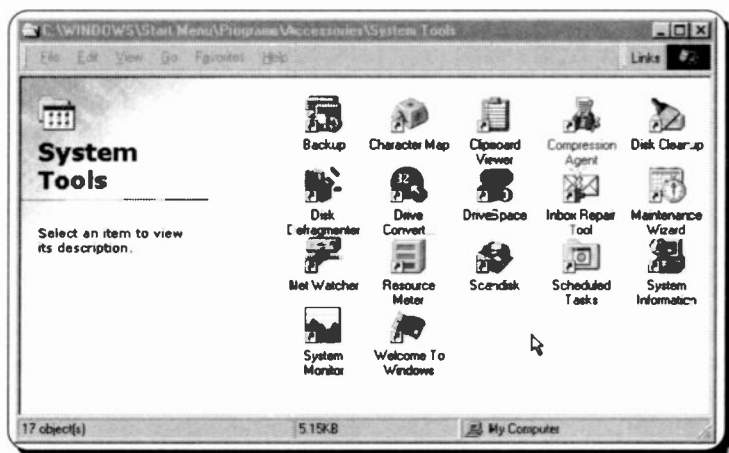 C:\WINDOWS\Start Menu\Programs\Accessories\System Tools
File Edit View Go Favorites Help Links
System
Tools
Select an item to view
its description.
Backup Character Map Clipboard Compression Disk Cleanup
Viewer Agent
Disk Drive DriveSpace Inbox Repair Maintenance
Defragmenter Convert... Tool Wizard
Net Watcher Resource Scandisk Scheduled System
Meter Tasks Information
System Welcome To
Monitor Windows
17 object(s) 5.15KB My Computer